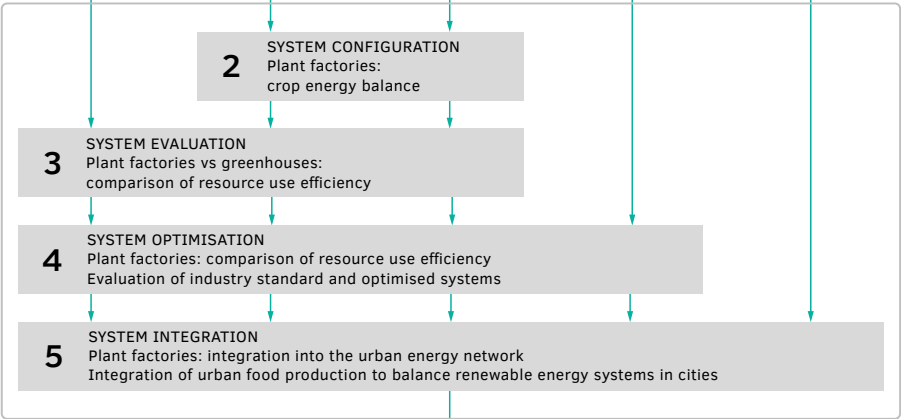 2
SYSTEM CONFIGURATION
Plant factories:
crop energy balance
3
SYSTEM EVALUATION
Plant factories vs greenhouses:
comparison of resource use efficiency
4
SYSTEM OPTIMISATION
Plant factories: comparison of resource use efficiency
Evaluation of industry standard and optimised systems
5
SYSTEM INTEGRATION
Plant factories: integration into the urban energy network
Integration of urban food production to balance renewable energy systems in cities